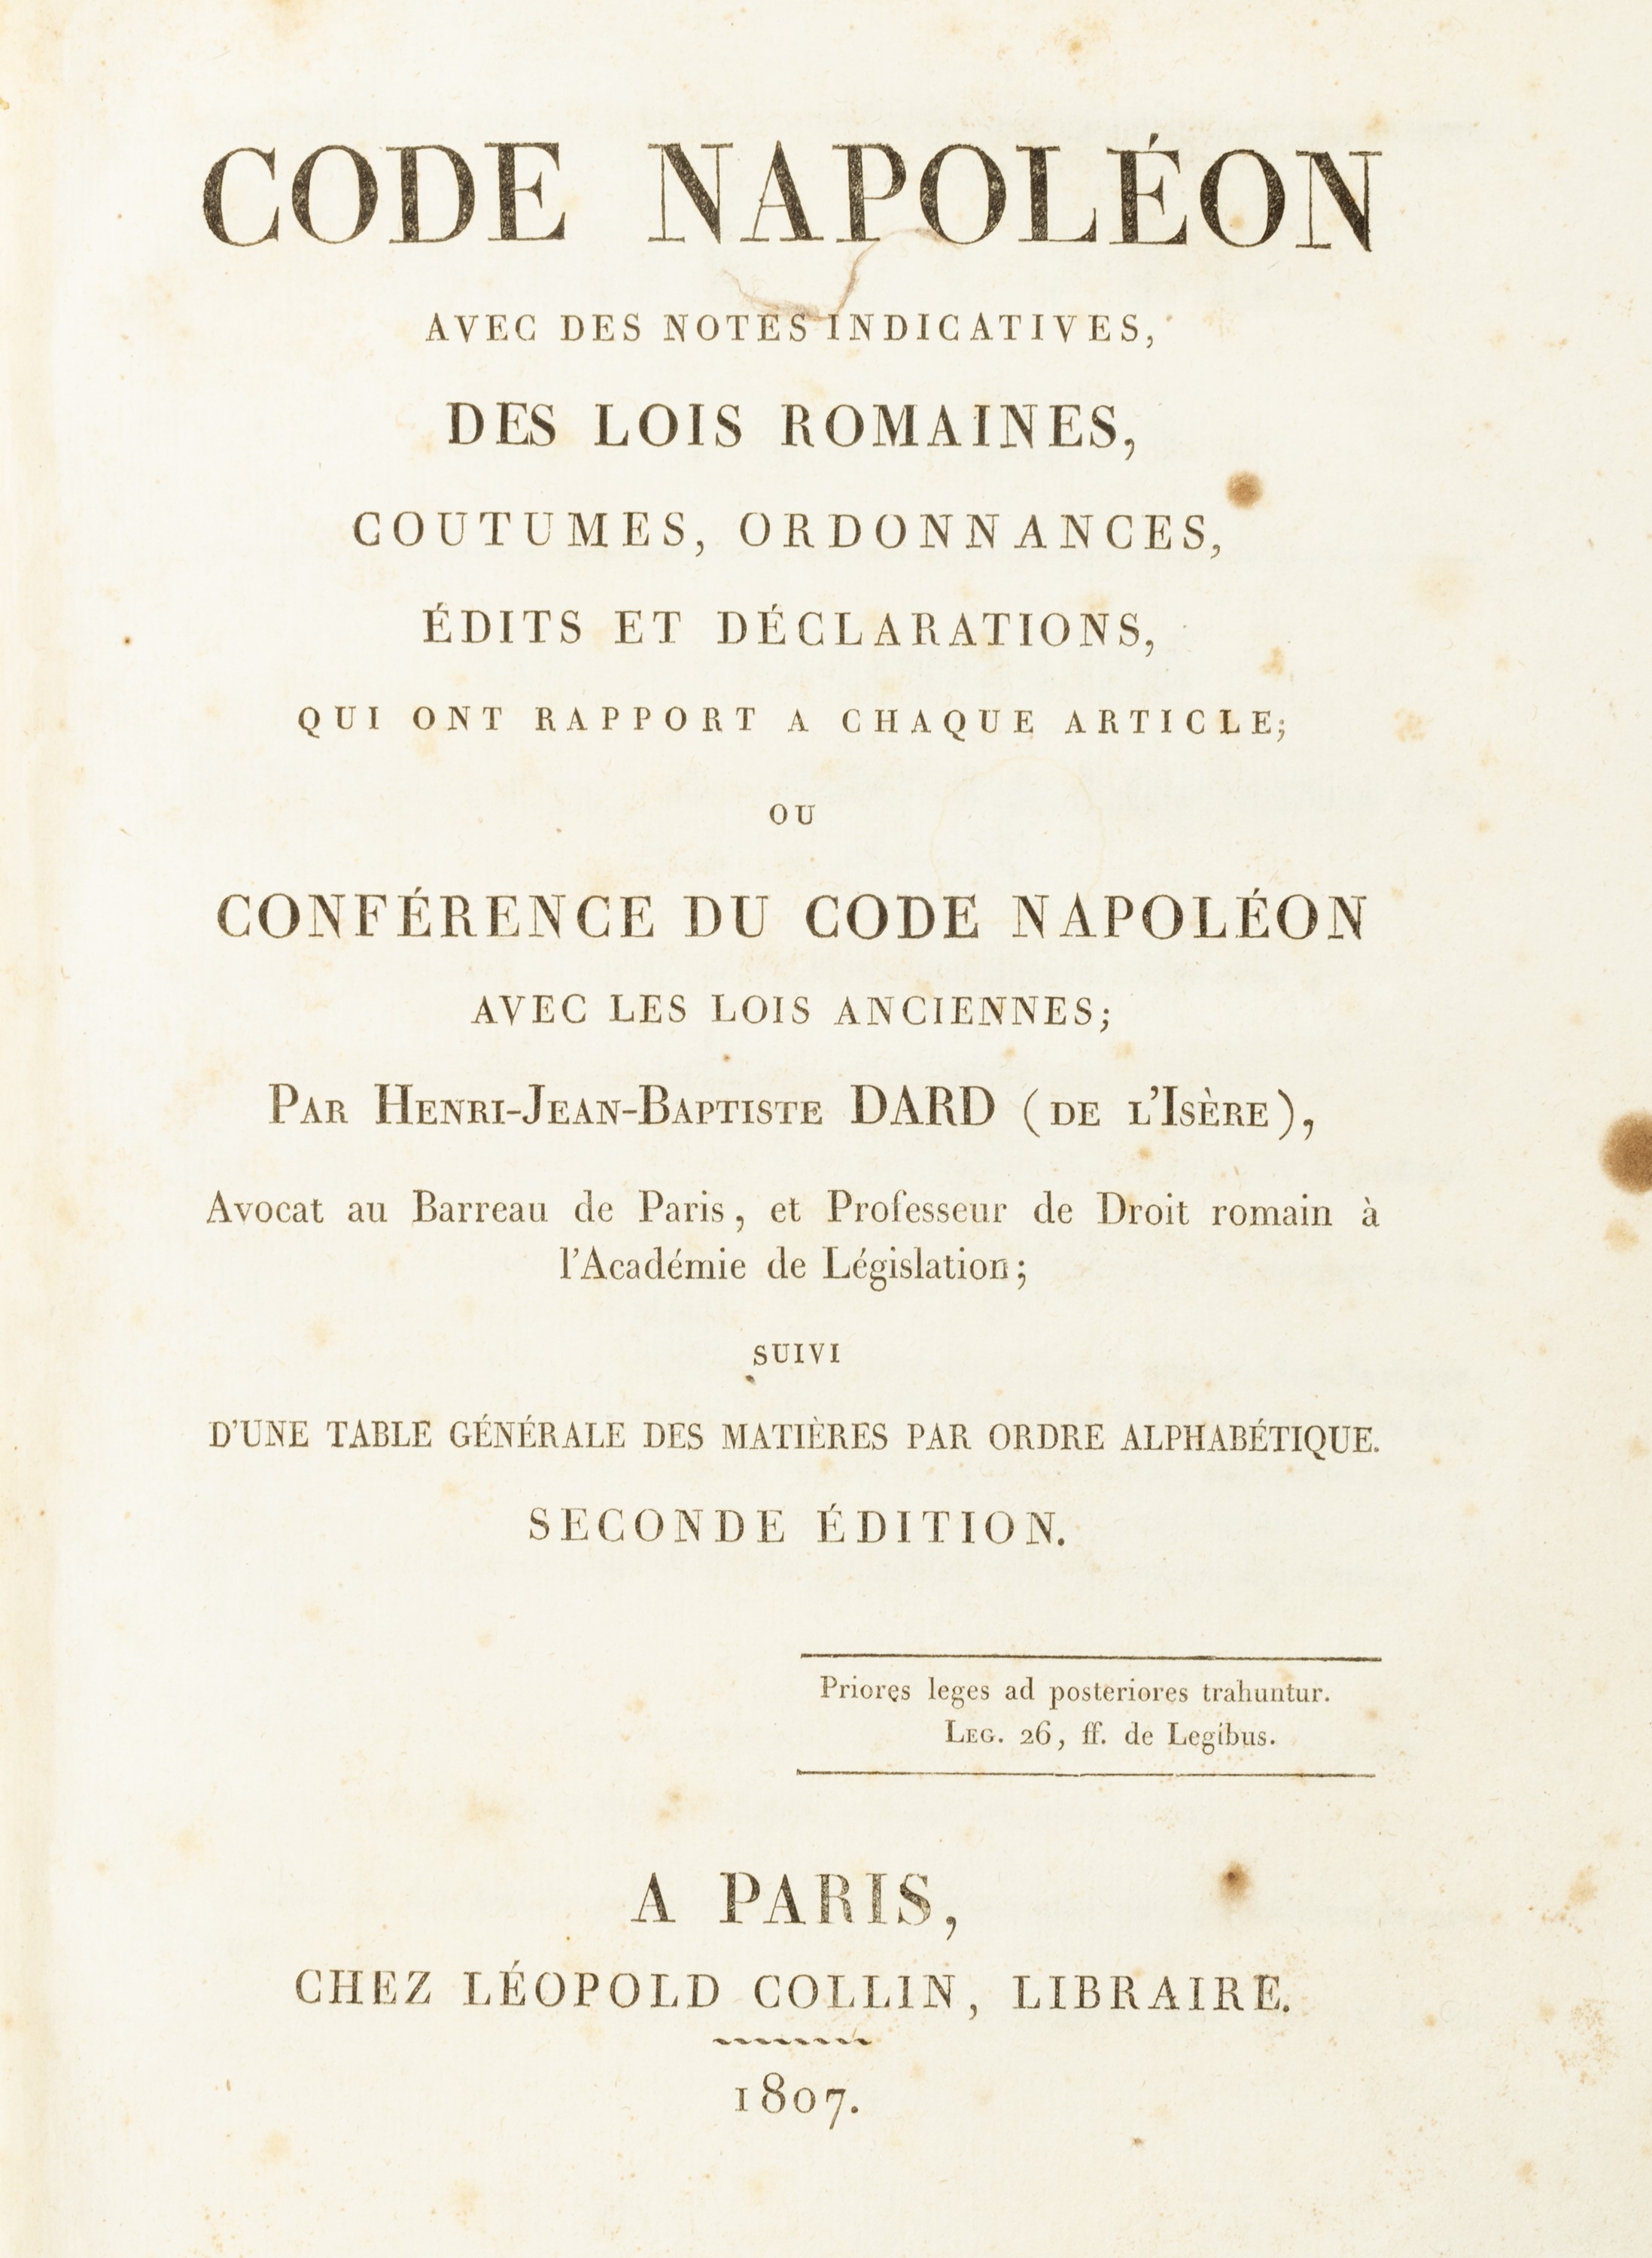 CODE NAPOLÉON
AVEC DES NOTES INDICATIVES,
DES LOIS ROMAINES,
COUTUMES, ORDONNANCES,
ÉDITS ET DÉCLARATIONS,
QUI ONT RAPPORT A CHAQUE ARTICLE;
OU
CONFÉRENCE DU CODE NAPOLÉON
AVEC LES LOIS ANCIENNES;
Par Henri-Jean-Baptiste DARD (de l'Isère),
Avocat au Barreau de Paris, et Professeur de Droit romain à
l'Académie de Législation;
SUIVI
D'UNE TABLE GÉNÉRALE DES MATIÈRES PAR ORDRE ALPHABÉTIQUE.
SECONDE ÉDITION.
Priores leges ad posteriores trahuntur.
Leg. 26, ff. de Legibus.
A PARIS,
CHEZ LÉOPOLD COLLIN, LIBRAIRE.
1807.